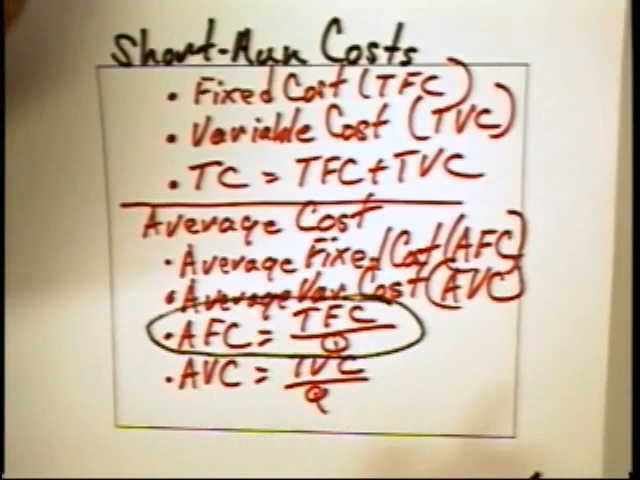 Short-Run Costs
• Fixed Cost (TFC)
• Variable Cost (TVC)
• TC = TFC + TVC
Average Cost
• Average Fixed Cost (AFC)
• Average Var. Cost (AVC)
• AFC = TFC / Q
• AVC = TVC / Q